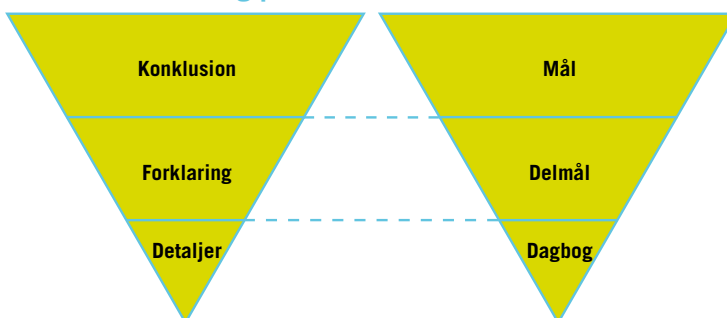 Konklusion
Mål
Forklaring
Delmål
Detaljer
Dagbog